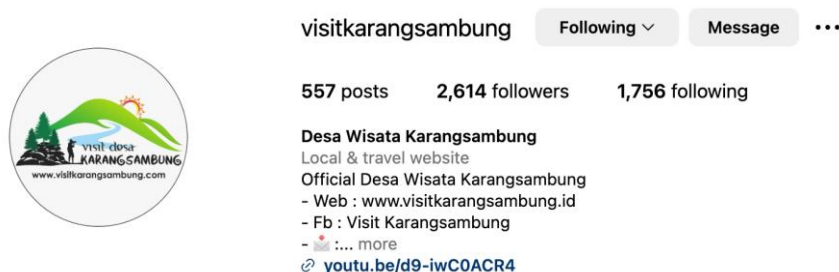 visitkarangsambung Following Message
557 posts 2,614 followers 1,756 following
visit desa
KARANGSAMBUNG
www.visitkarangsambung.com
Desa Wisata Karangsambung
Local & travel website
Official Desa Wisata Karangsambung
- Web : www.visitkarangsambung.id
- Fb : Visit Karangsambung
- 📩 :... more
youtu.be/d9-iwC0ACR4